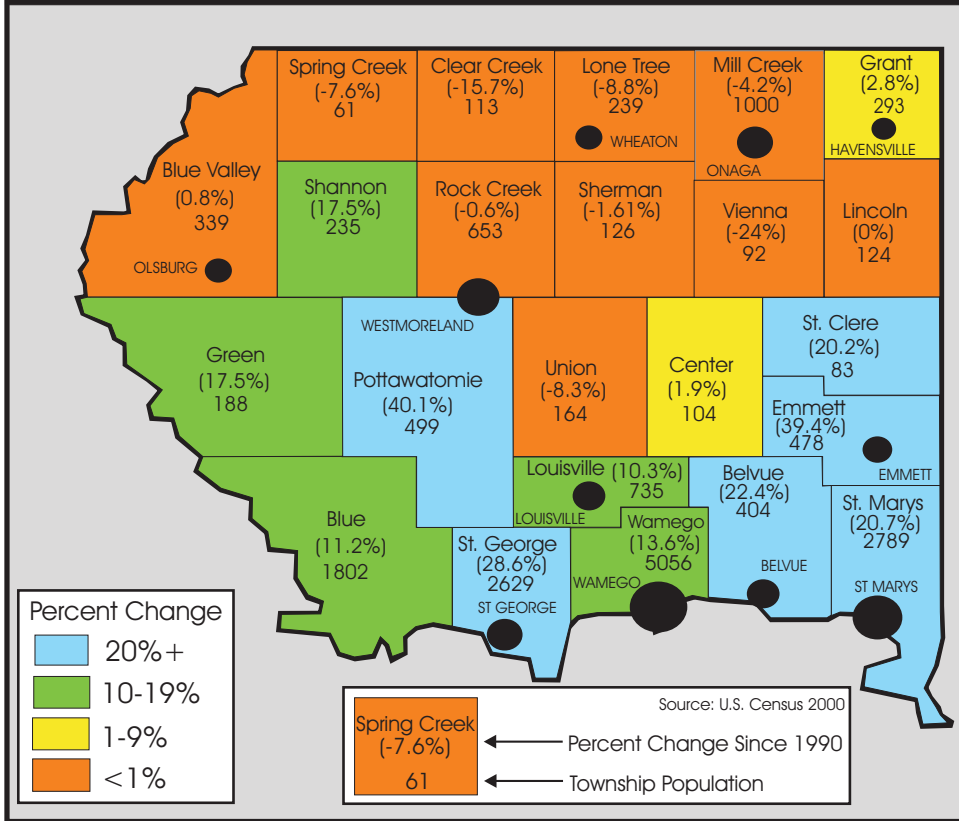 Spring Creek
(-7.6%)
61
Clear Creek
(-15.7%)
113
Lone Tree
(-8.8%)
239
WHEATON
Mill Creek
(-4.2%)
1000
ONAGA
Grant
(2.8%)
293
HAVENSVILLE
Blue Valley
(0.8%)
339
OLSBURG
Shannon
(17.5%)
235
Rock Creek
(-0.6%)
653
Sherman
(-1.61%)
126
Vienna
(-24%)
92
Lincoln
(0%)
124
WESTMORELAND
Green
(17.5%)
188
Pottawatomie
(40.1%)
499
Union
(-8.3%)
164
Center
(1.9%)
104
St. Clere
(20.2%)
83
Emmett
(39.4%)
478
EMMETT
Louisville (10.3%)
735
LOUISVILLE
Belvue
(22.4%)
404
BELVUE
St. Marys
(20.7%)
2789
ST MARYS
Blue
(11.2%)
1802
St. George
(28.6%)
2629
ST GEORGE
Wamego
(13.6%)
5056
WAMEGO
Percent Change
20%+
10-19%
1-9%
<1%
Source: U.S. Census 2000
Spring Creek
(-7.6%)
Percent Change Since 1990
61
Township Population